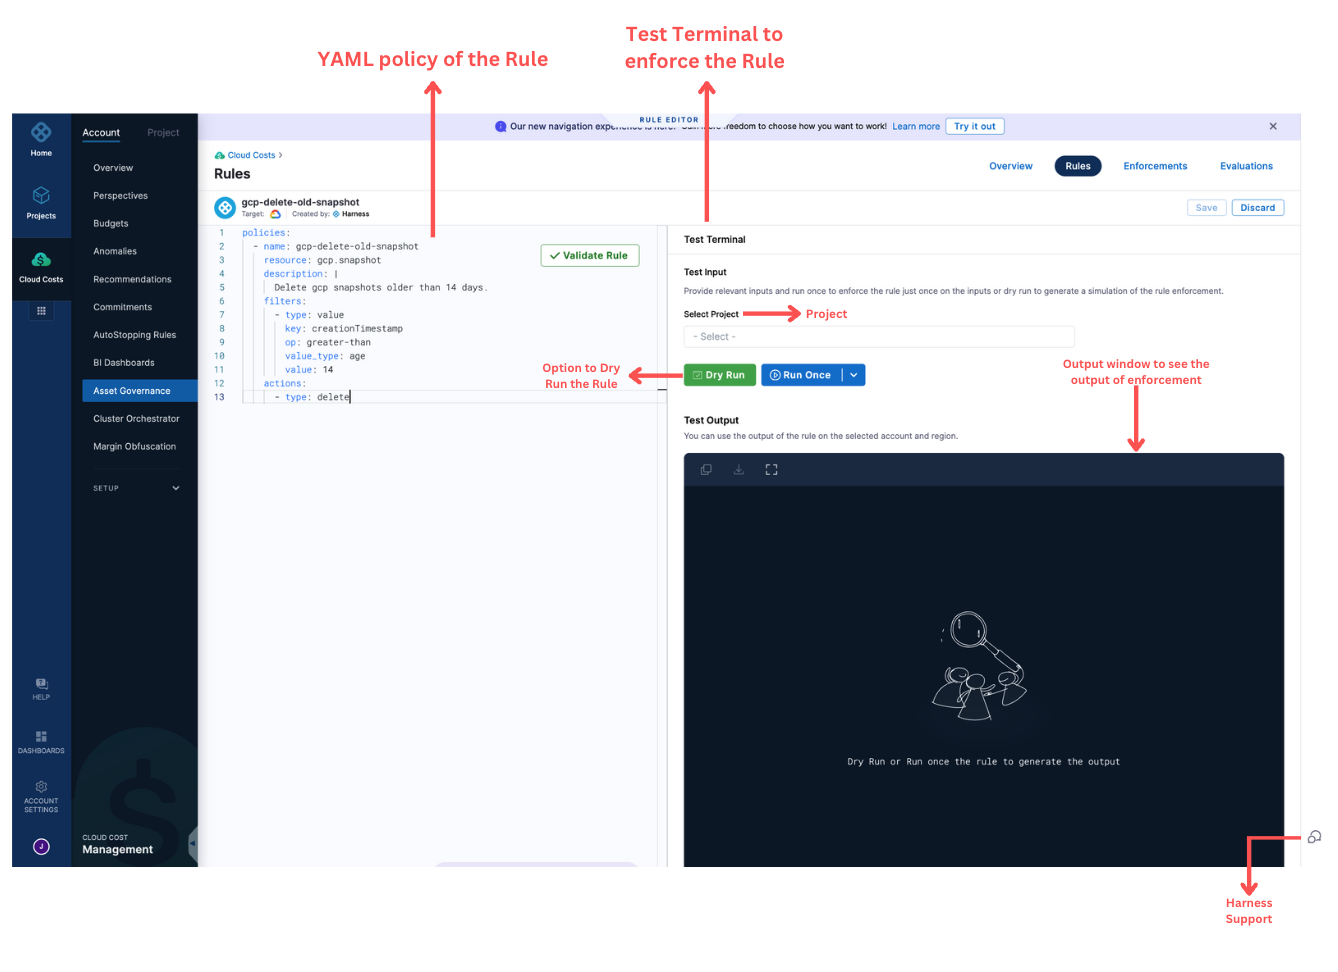 YAML policy of the Rule
Test Terminal to
enforce the Rule
RULE EDITOR
Our new navigation experience is here! Gain more freedom to choose how you want to work! Learn more Try it out
Account Project
Home
Projects
Cloud Costs
Overview
Perspectives
Budgets
Anomalies
Recommendations
Commitments
AutoStopping Rules
BI Dashboards
Asset Governance
Cluster Orchestrator
Margin Obfuscation
SETUP
HELP
DASHBOARDS
ACCOUNT
SETTINGS
J
CLOUD COST
Management
Cloud Costs >
Rules
Overview Rules Enforcements Evaluations
gcp-delete-old-snapshot
Target: Created by: Harness
Save Discard
1 policies:
2 - name: gcp-delete-old-snapshot
3 resource: gcp.snapshot
4 description: |
5 Delete gcp snapshots older than 14 days.
6 filters:
7 - type: value
8 key: creationTimestamp
9 op: greater-than
10 value_type: age
11 value: 14
12 actions:
13 - type: delete
Validate Rule
Test Terminal
Test Input
Provide relevant inputs and run once to enforce the rule just once on the inputs or dry run to generate a simulation of the rule enforcement.
Select Project
Project
- Select -
Option to Dry
Run the Rule
Dry Run Run Once
Output window to see the
output of enforcement
Test Output
You can use the output of the rule on the selected account and region.
Dry Run or Run once the rule to generate the output
Harness
Support